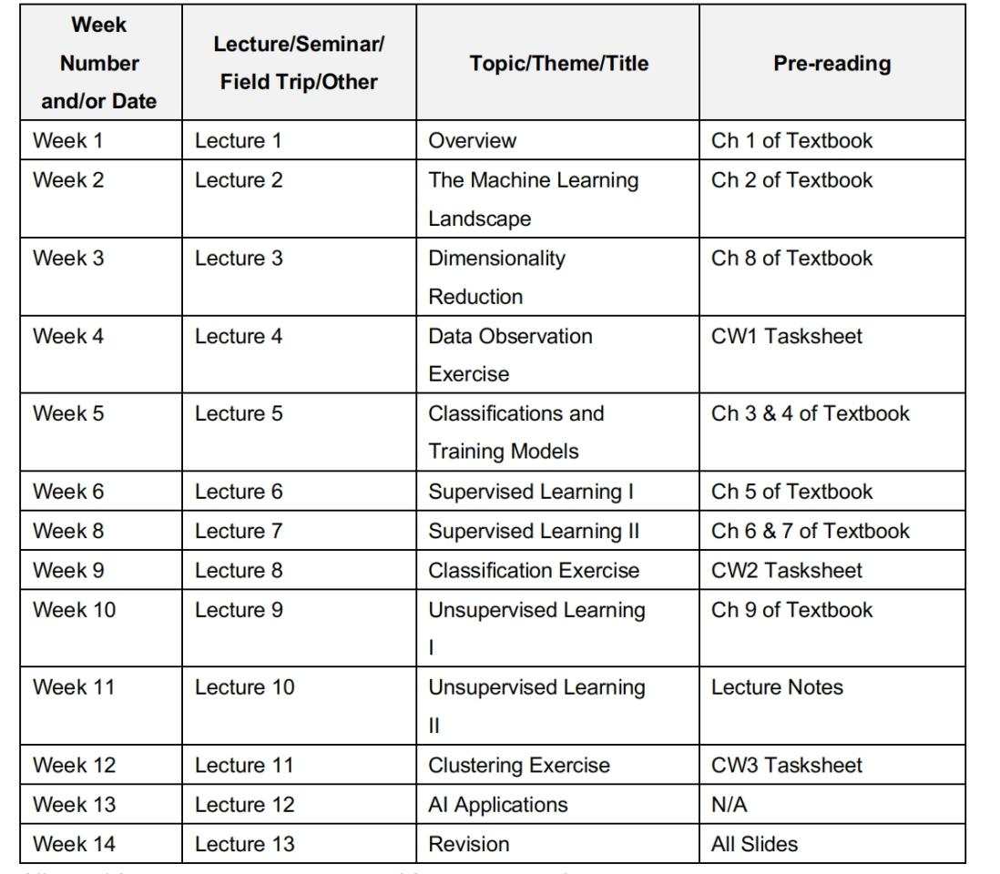 Week
Number
and/or Date
Lecture/Seminar/
Field Trip/Other
Topic/Theme/Title
Pre-reading
Week 1
Lecture 1
Overview
Ch 1 of Textbook
Week 2
Lecture 2
The Machine Learning
Landscape
Ch 2 of Textbook
Week 3
Lecture 3
Dimensionality
Reduction
Ch 8 of Textbook
Week 4
Lecture 4
Data Observation
Exercise
CW1 Tasksheet
Week 5
Lecture 5
Classifications and
Training Models
Ch 3 & 4 of Textbook
Week 6
Lecture 6
Supervised Learning I
Ch 5 of Textbook
Week 8
Lecture 7
Supervised Learning II
Ch 6 & 7 of Textbook
Week 9
Lecture 8
Classification Exercise
CW2 Tasksheet
Week 10
Lecture 9
Unsupervised Learning
I
Ch 9 of Textbook
Week 11
Lecture 10
Unsupervised Learning
II
Lecture Notes
Week 12
Lecture 11
Clustering Exercise
CW3 Tasksheet
Week 13
Lecture 12
AI Applications
N/A
Week 14
Lecture 13
Revision
All Slides